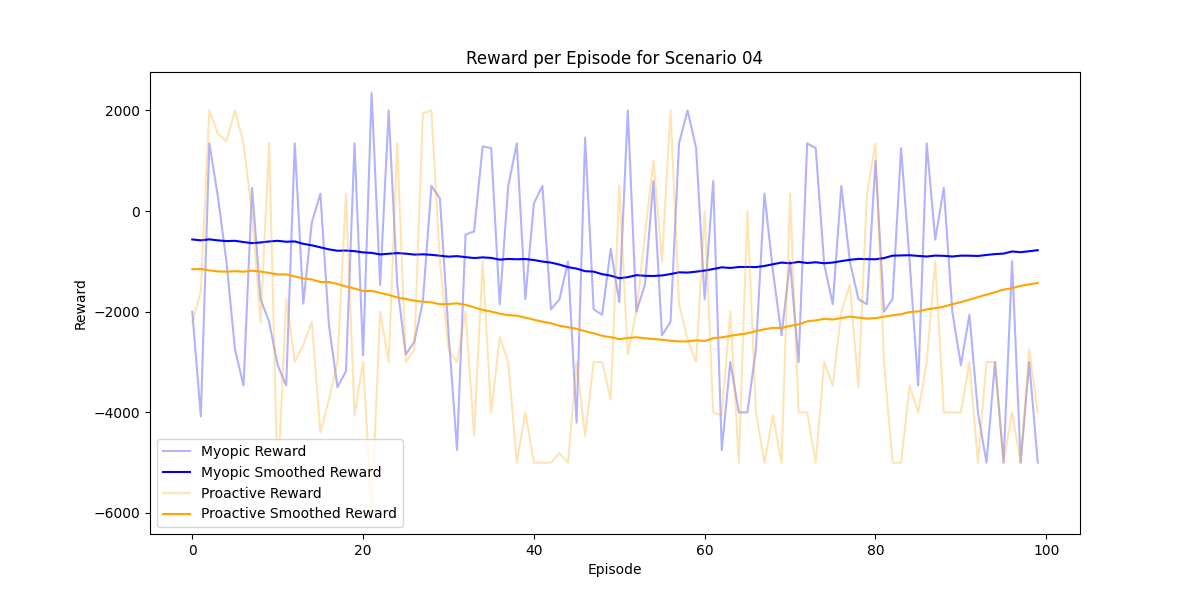 Reward per Episode for Scenario 04
Reward
2000
0
−2000
−4000
−6000
Myopic Reward
Myopic Smoothed Reward
Proactive Reward
Proactive Smoothed Reward
0 20 40 60 80 100
Episode